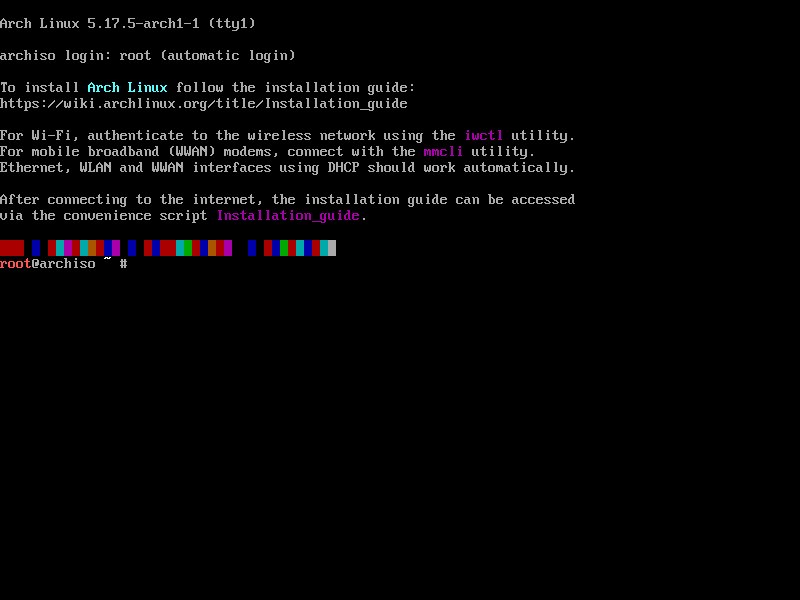 Arch Linux 5.17.5-arch1-1 (tty1)
archiso login: root (automatic login)
To install Arch Linux follow the installation guide:
https://wiki.archlinux.org/title/Installation_guide
For Wi-Fi, authenticate to the wireless network using the iwctl utility.
For mobile broadband (WWAN) modems, connect with the mmcli utility.
Ethernet, WLAN and WWAN interfaces using DHCP should work automatically.
After connecting to the internet, the installation guide can be accessed
via the convenience script Installation_guide.
root@archiso ~ #